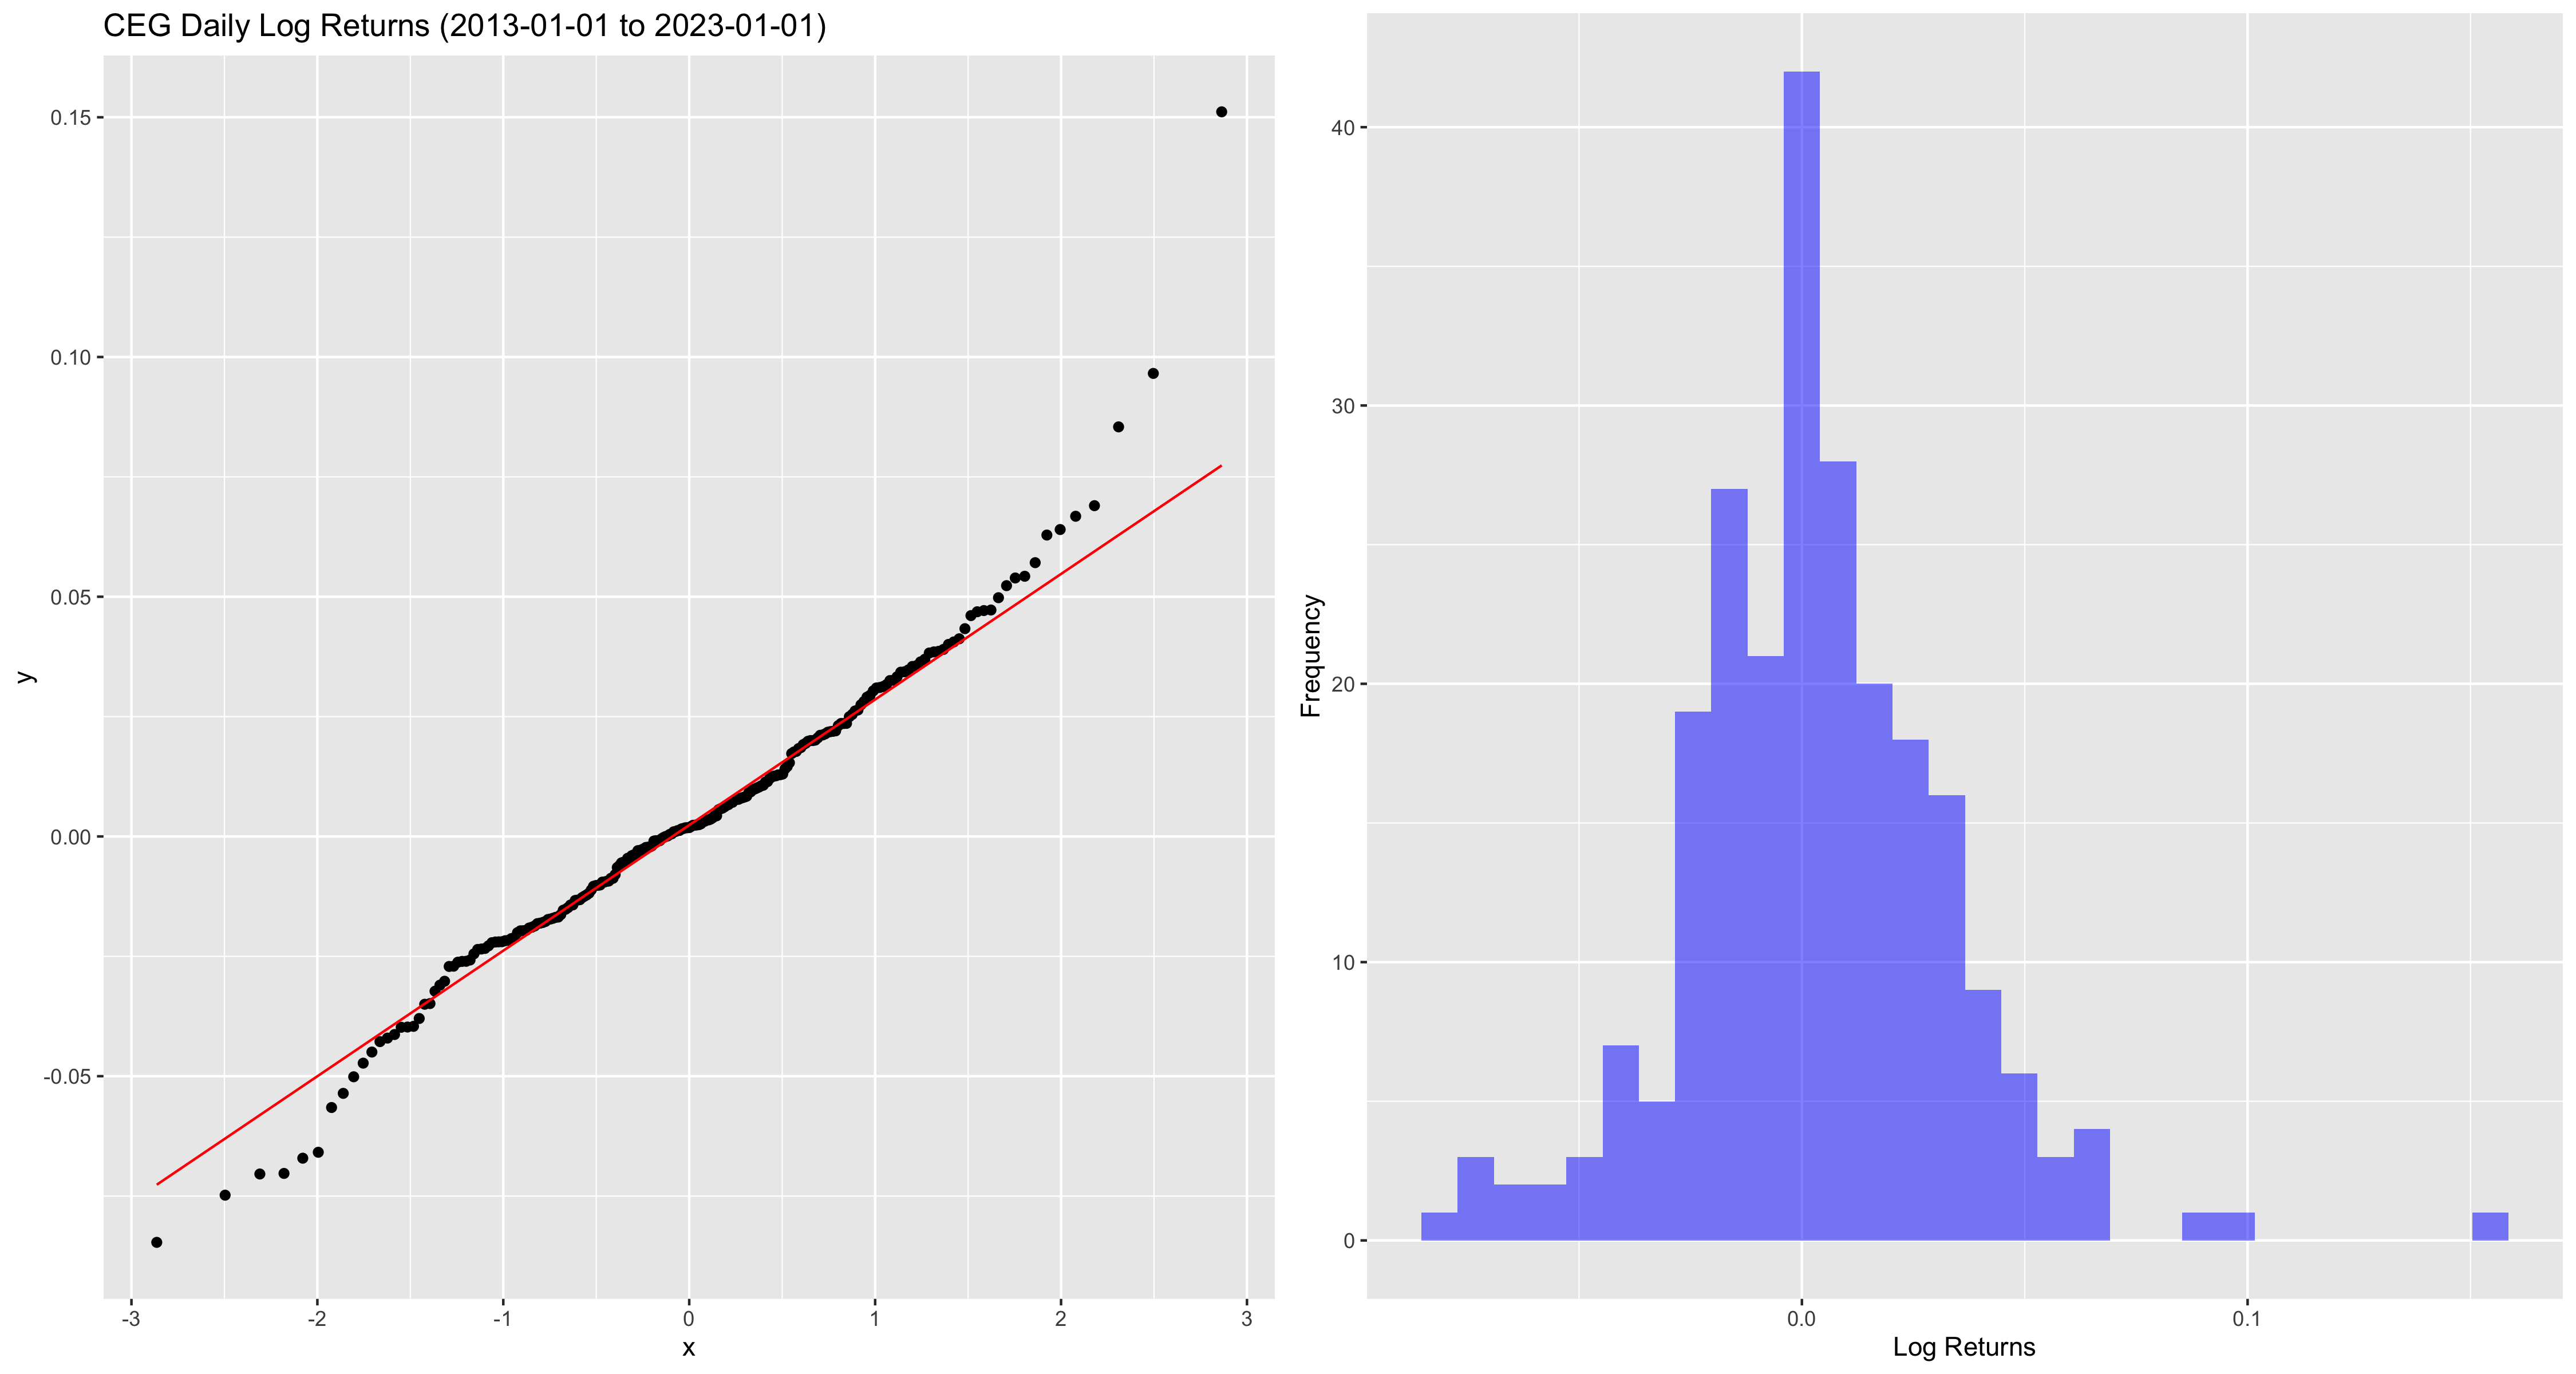 CEG Daily Log Returns (2013-01-01 to 2023-01-01)
0.15
0.10
0.05
0.00
-0.05
y
-3 -2 -1 0 1 2 3
x
40
30
20
10
0
Frequency
0.0 0.1
Log Returns